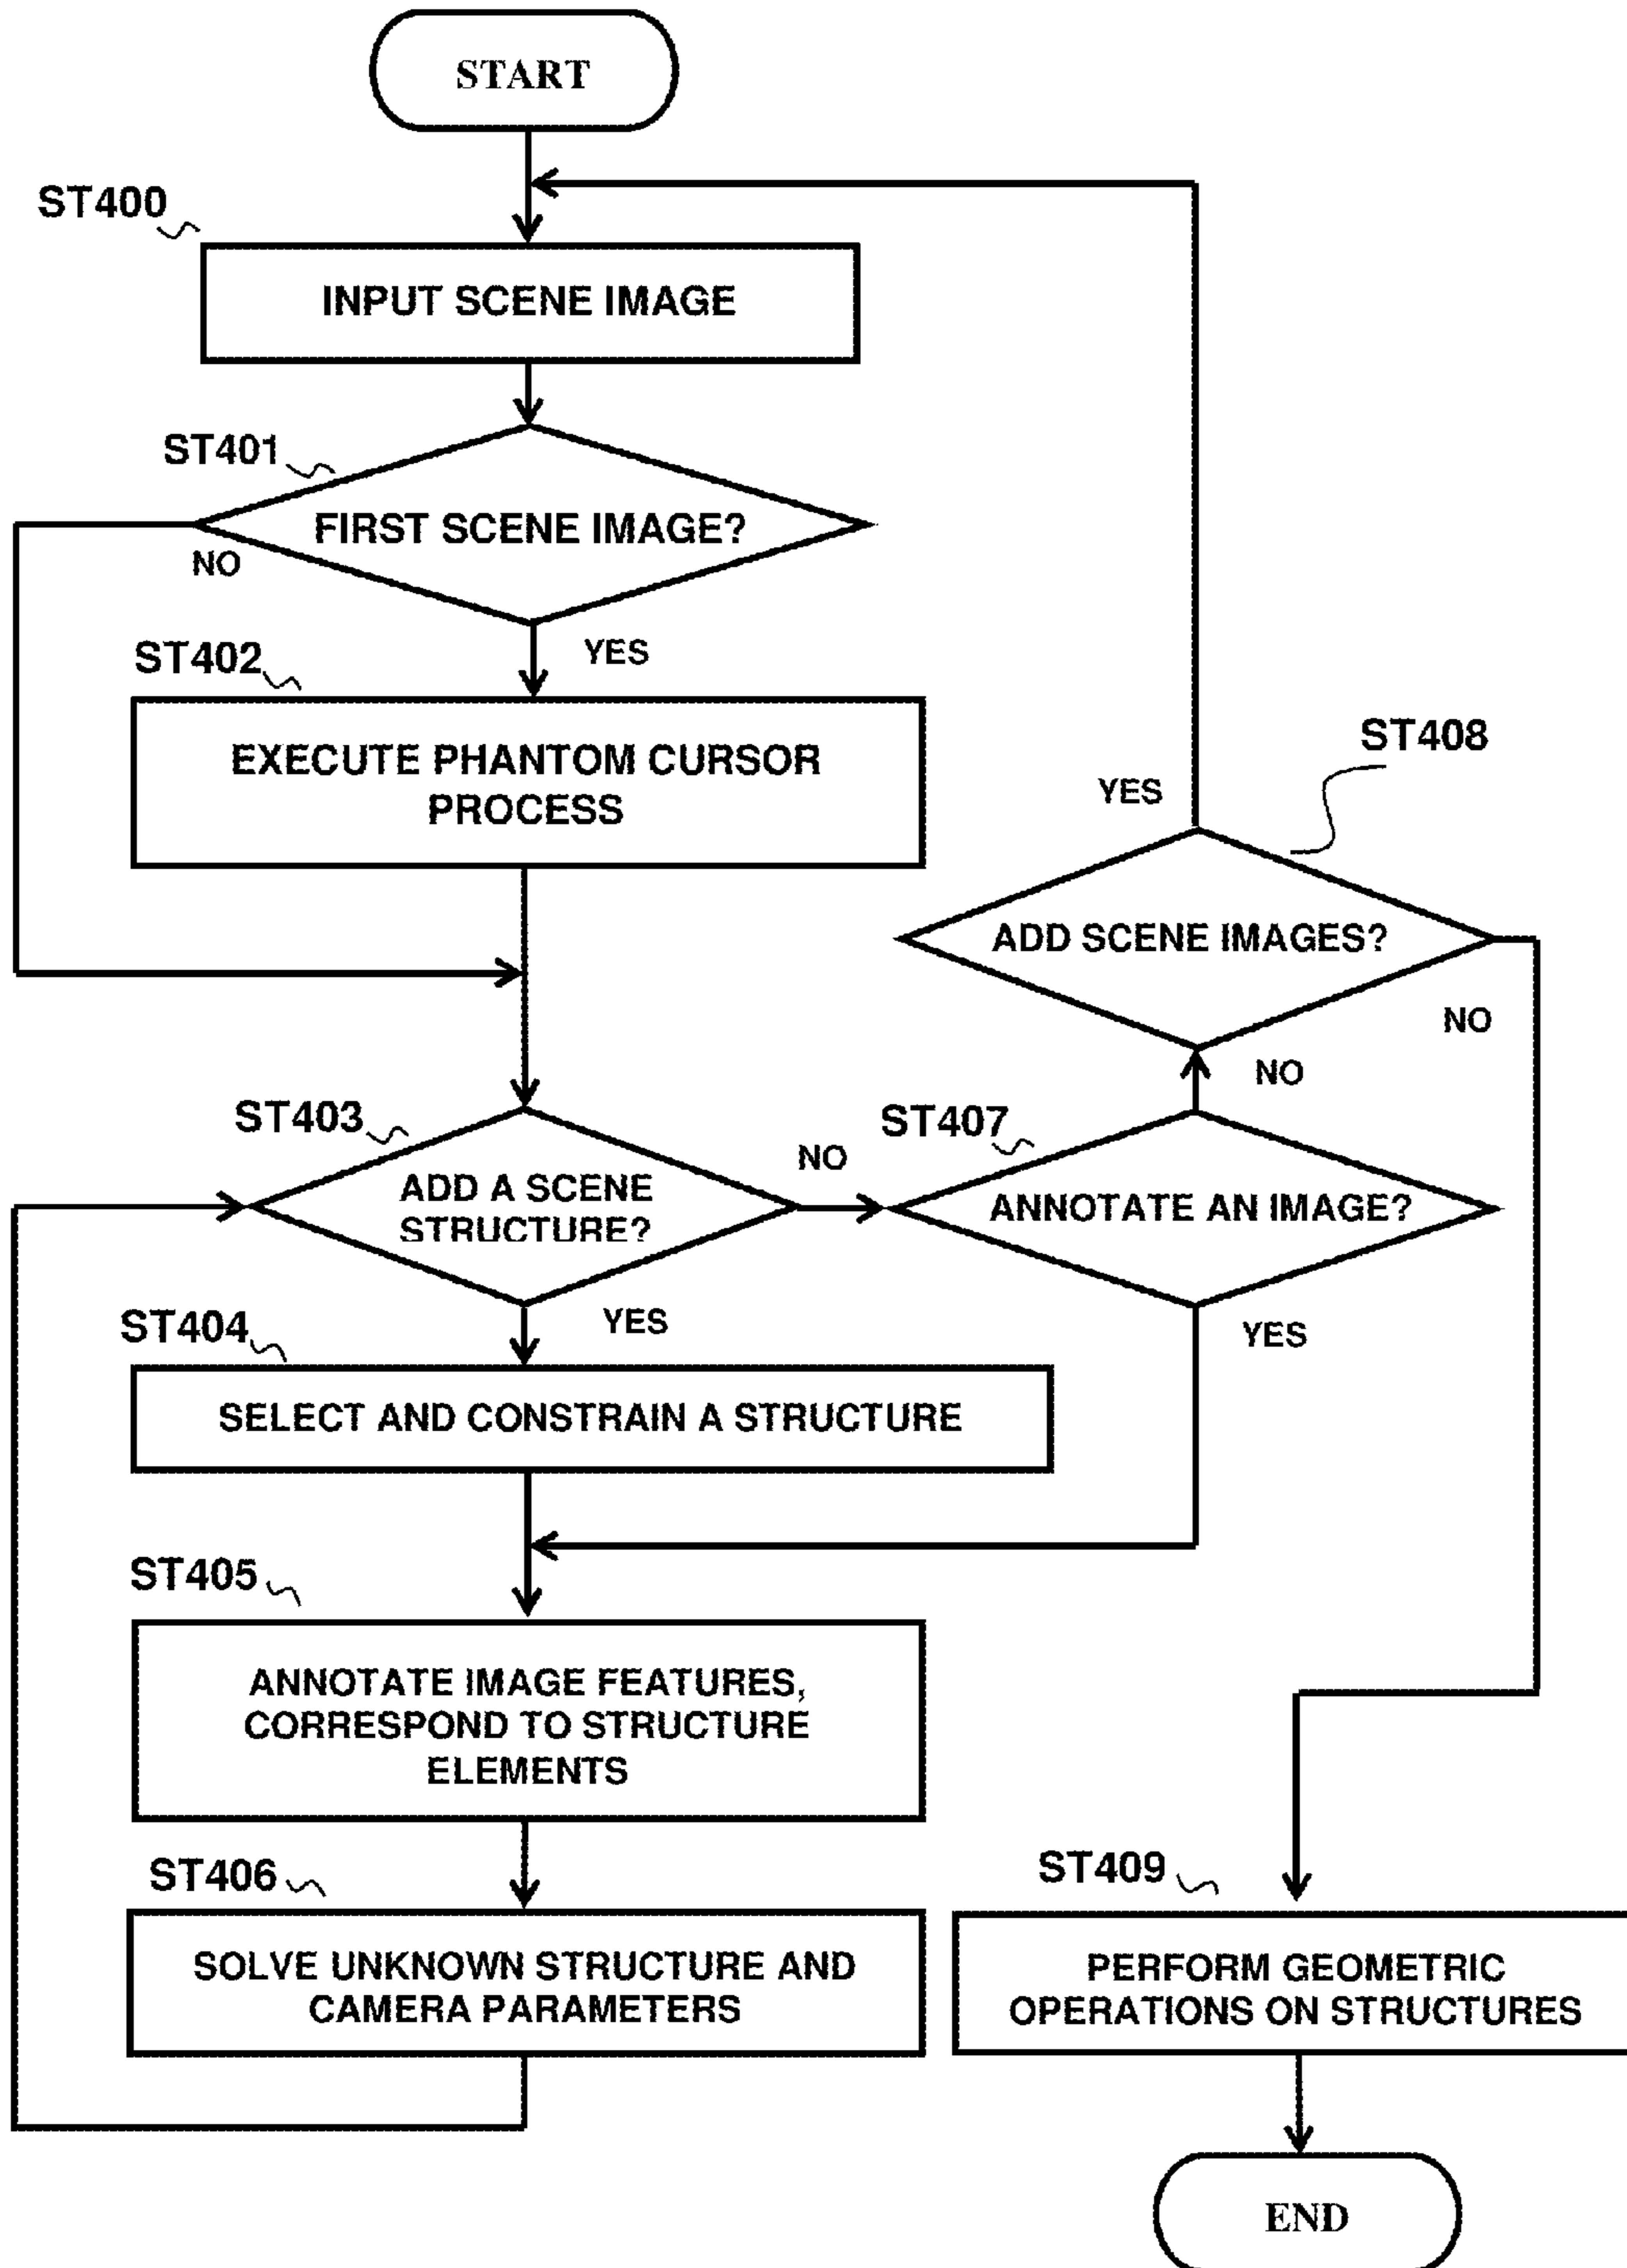 START
ST400
INPUT SCENE IMAGE
ST401
FIRST SCENE IMAGE?
NO
YES
ST402
EXECUTE PHANTOM CURSOR
PROCESS
ST408
YES
ADD SCENE IMAGES?
NO
NO
ST403
ADD A SCENE
STRUCTURE?
NO
ST407
ANNOTATE AN IMAGE?
YES
YES
ST404
SELECT AND CONSTRAIN A STRUCTURE
ST405
ANNOTATE IMAGE FEATURES,
CORRESPOND TO STRUCTURE
ELEMENTS
ST406
SOLVE UNKNOWN STRUCTURE AND
CAMERA PARAMETERS
ST409
PERFORM GEOMETRIC
OPERATIONS ON STRUCTURES
END